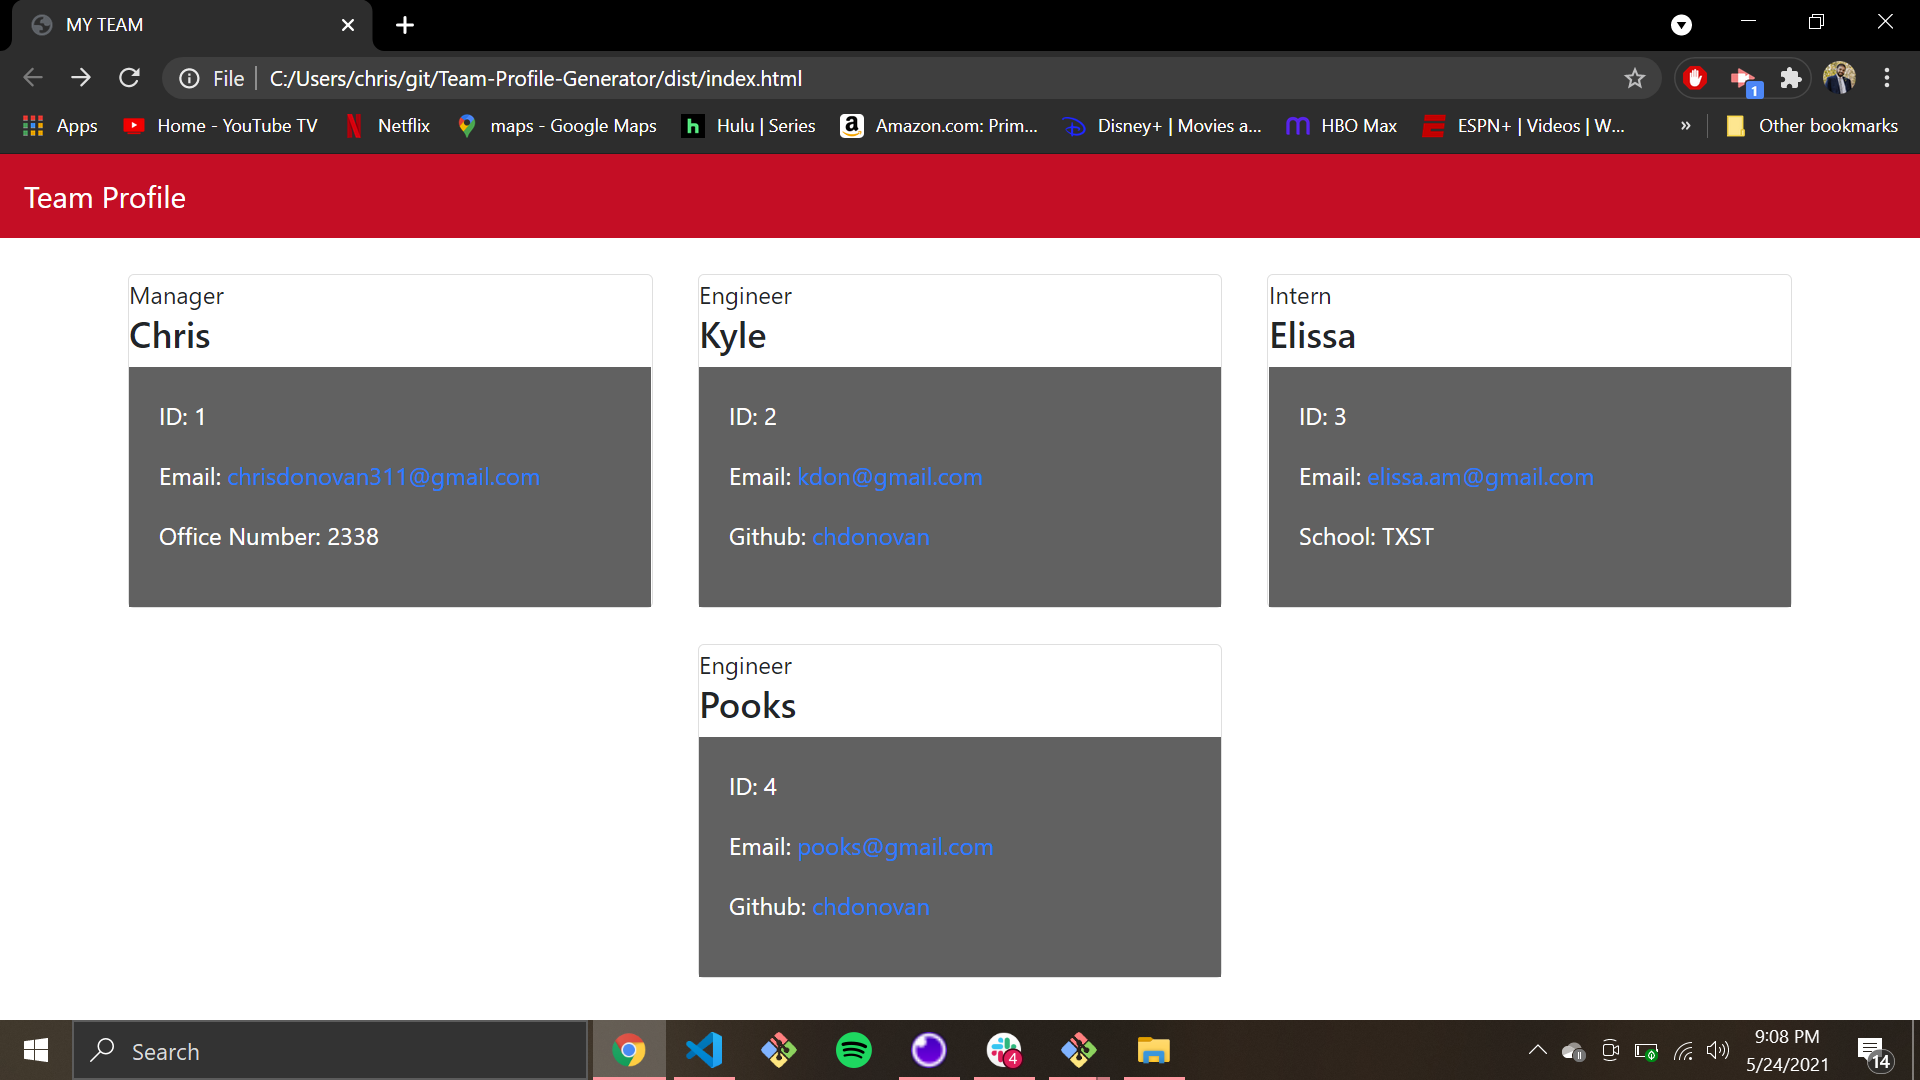 MY TEAM
File
C:/Users/chris/git/Team-Profile-Generator/dist/index.html
1
Apps
Home - YouTube TV
Netflix
maps - Google Maps
h
Hulu | Series
a
Amazon.com: Prim...
Disney+ | Movies a...
HBO Max
ESPN+ | Videos | W...
»
Other bookmarks
Team Profile
Manager
Chris
ID: 1
Email: chrisdonovan311@gmail.com
Office Number: 2338
Engineer
Kyle
ID: 2
Email: kdon@gmail.com
Github: chdonovan
Intern
Elissa
ID: 3
Email: elissa.am@gmail.com
School: TXST
Engineer
Pooks
ID: 4
Email: pooks@gmail.com
Github: chdonovan
Search
4
9:08 PM
5/24/2021
14